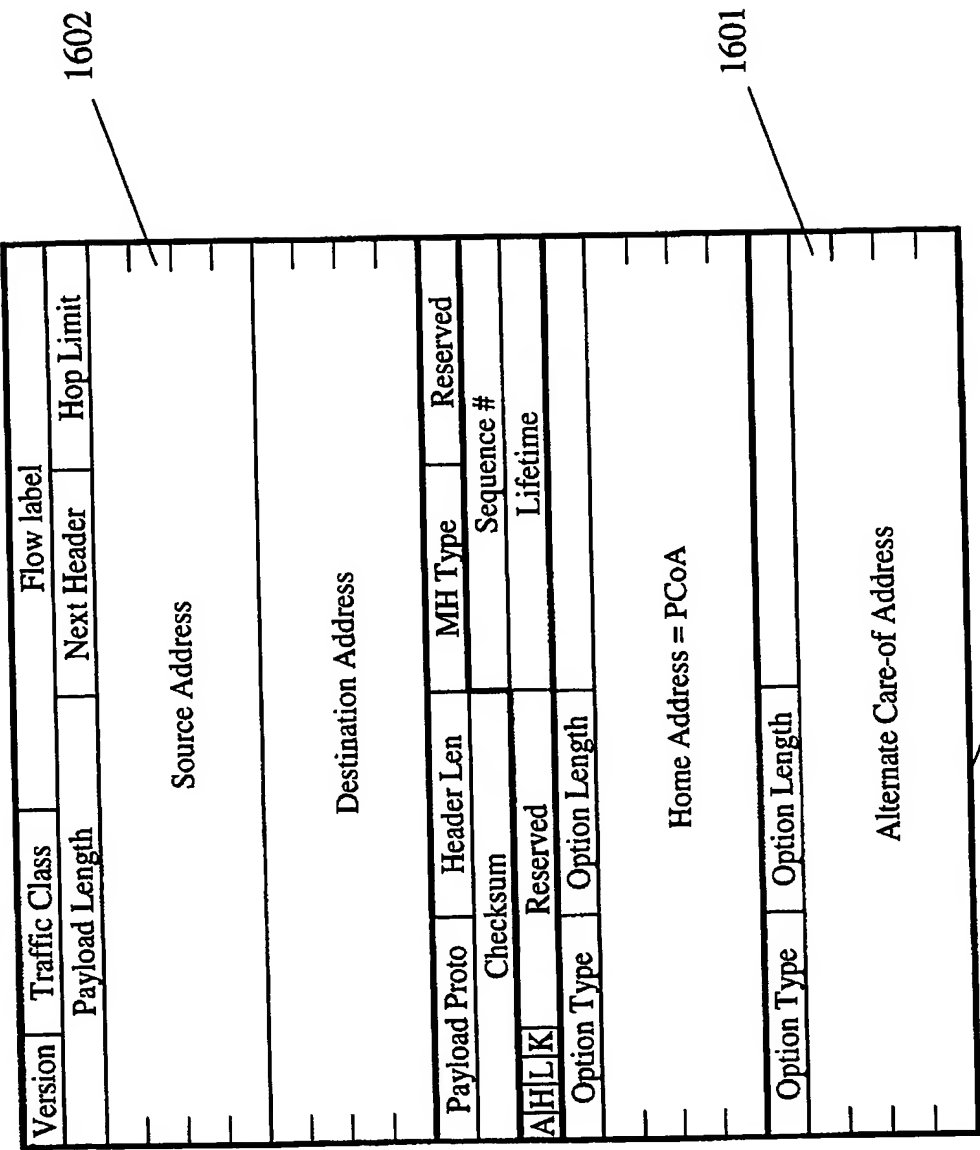 Version Traffic Class Flow label
Payload Length Next Header Hop Limit
Source Address
1602
Destination Address
Payload Proto Header Len MH Type Reserved
Checksum Sequence #
A H L K Reserved Lifetime
Option Type Option Length
Home Address = PCoA
Option Type Option Length
Alternate Care-of Address
1601